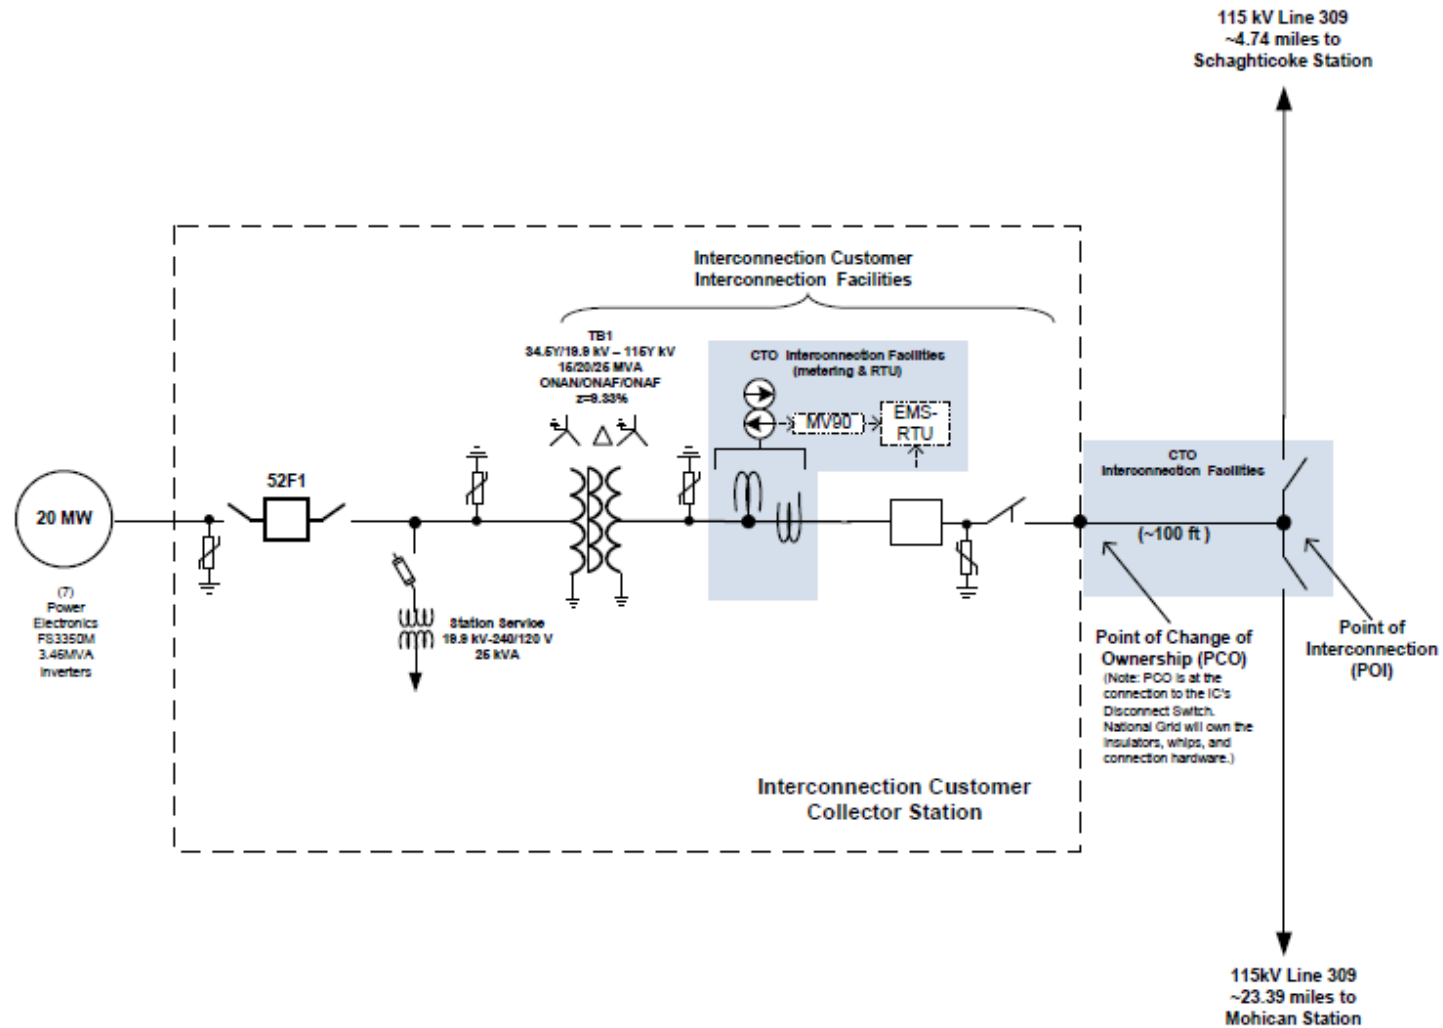 115 kV Line 309
~4.74 miles to
Schaghticoke Station
Interconnection Customer
Interconnection Facilities
TB1
34.5Y/19.9 kV – 115Y kV
15/20/25 MVA
ONAN/ONAF/ONAF
z=9.33%
CTO Interconnection Facilities
(metering & RTU)
MV90
EMS-
RTU
CTO
Interconnection Facilities
52F1
20 MW
(~100 ft )
(7)
Power
Electronics
FS3350M
3.46MVA
Inverters
Station Service
19.9 kV-240/120 V
25 kVA
Point of Change of
Ownership (PCO)
(Note: PCO is at the
connection to the IC's
Disconnect Switch.
National Grid will own the
insulators, whips, and
connection hardware.)
Point of
Interconnection
(POI)
Interconnection Customer
Collector Station
115kV Line 309
~23.39 miles to
Mohican Station